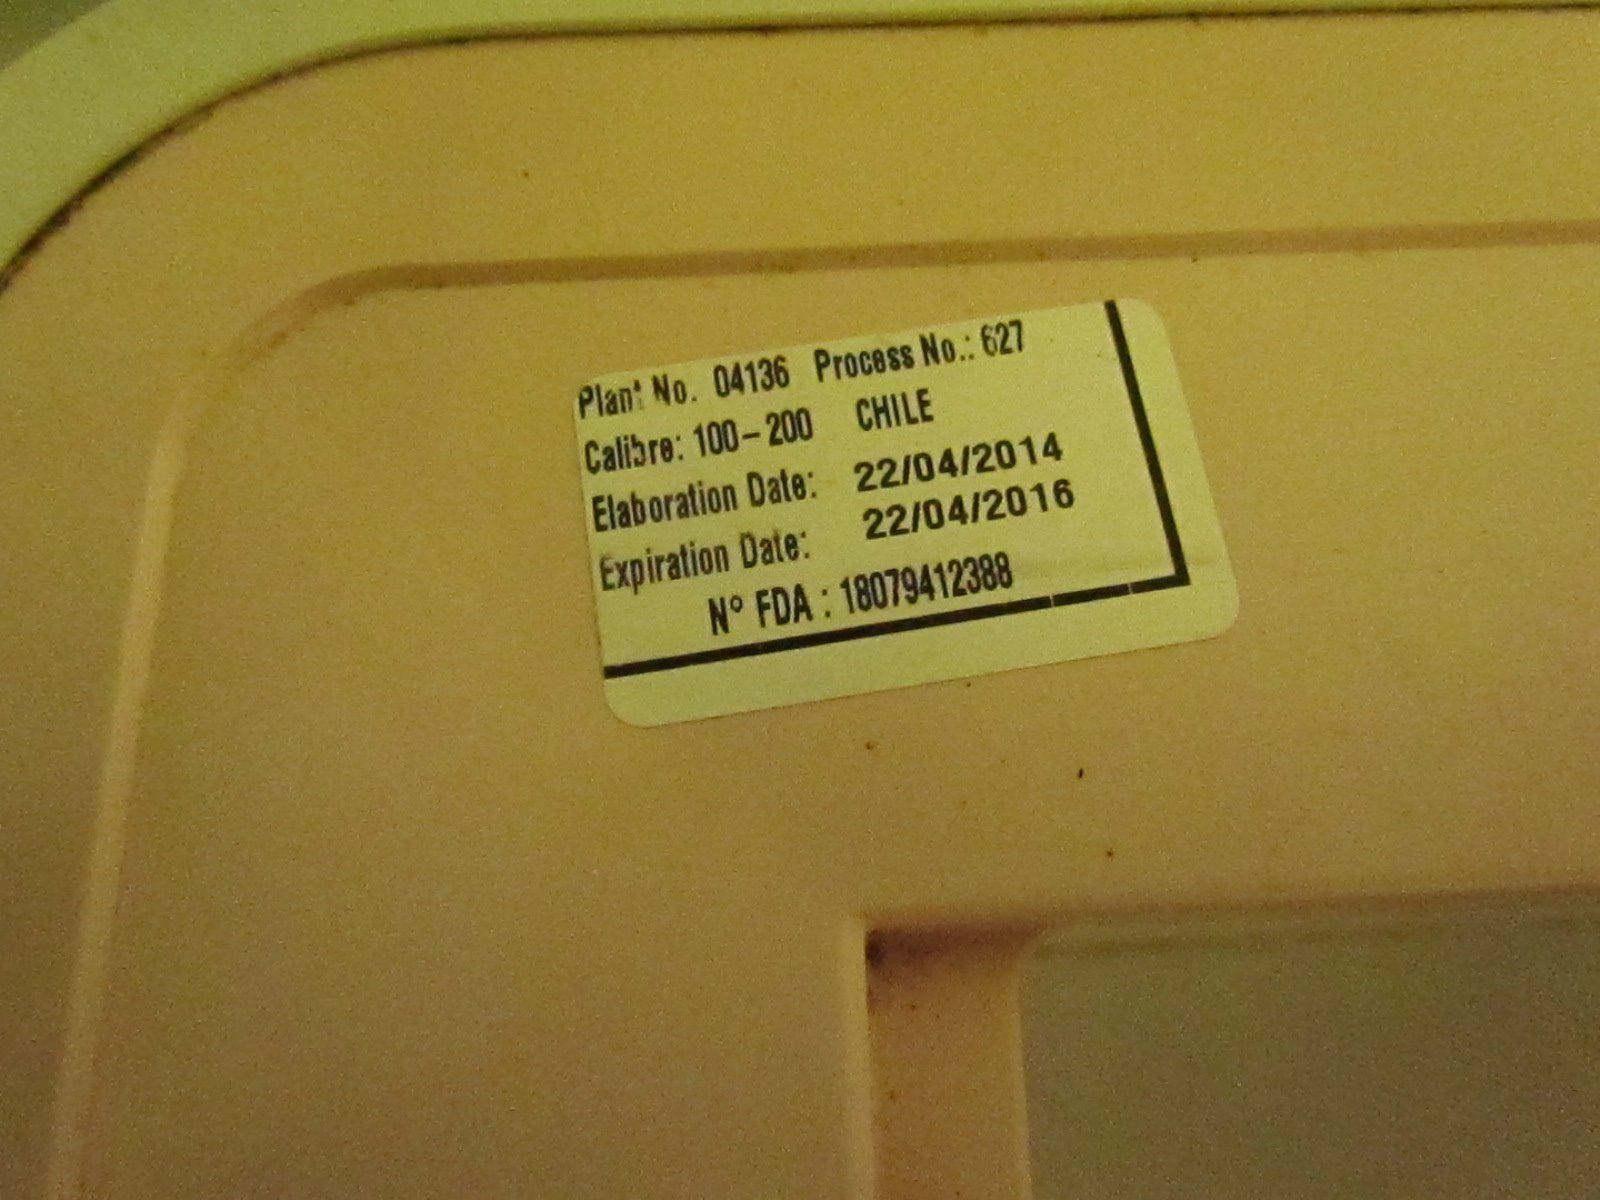 Plant No. 04136 Process No.: 627
Calibre: 100-200 CHILE
Elaboration Date: 22/04/2014
Expiration Date: 22/04/2016
N° FDA : 18079412388